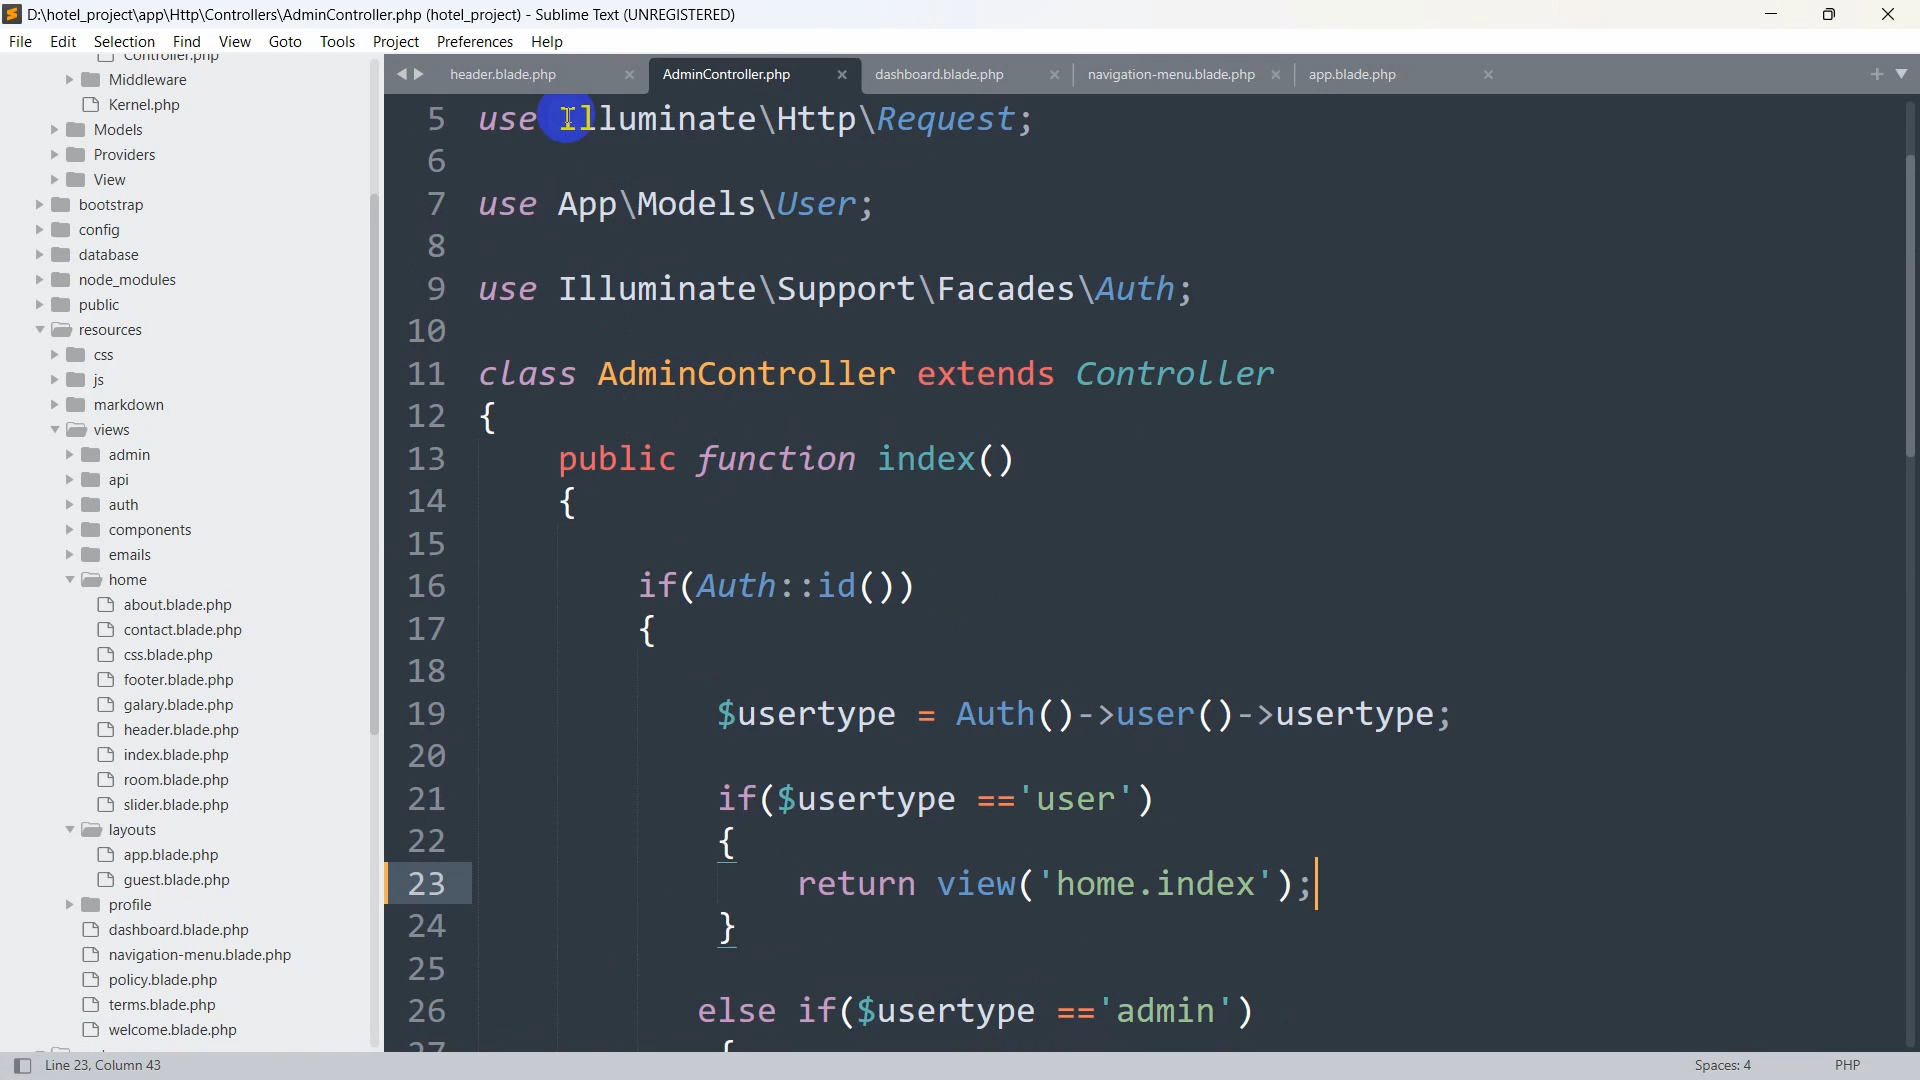 D:\hotel_project\app\Http\Controllers\AdminController.php (hotel_project) - Sublime Text (UNREGISTERED)
File Edit Selection Find View Goto Tools Project Preferences Help
Controller.php
Middleware
Kernel.php
Models
Providers
View
bootstrap
config
database
node_modules
public
resources
css
js
markdown
views
admin
api
auth
components
emails
home
about.blade.php
contact.blade.php
css.blade.php
footer.blade.php
galary.blade.php
header.blade.php
index.blade.php
room.blade.php
slider.blade.php
layouts
app.blade.php
guest.blade.php
profile
dashboard.blade.php
navigation-menu.blade.php
policy.blade.php
terms.blade.php
welcome.blade.php
header.blade.php AdminController.php dashboard.blade.php navigation-menu.blade.php app.blade.php
5 use Illuminate\Http\Request;
6
7 use App\Models\User;
8
9 use Illuminate\Support\Facades\Auth;
10
11 class AdminController extends Controller
12 {
13 public function index()
14 {
15
16 if(Auth::id())
17 {
18
19 $usertype = Auth()->user()->usertype;
20
21 if($usertype =='user')
22 {
23 return view('home.index');
24 }
25
26 else if($usertype =='admin')
27 {
Line 23, Column 43 Spaces: 4 PHP